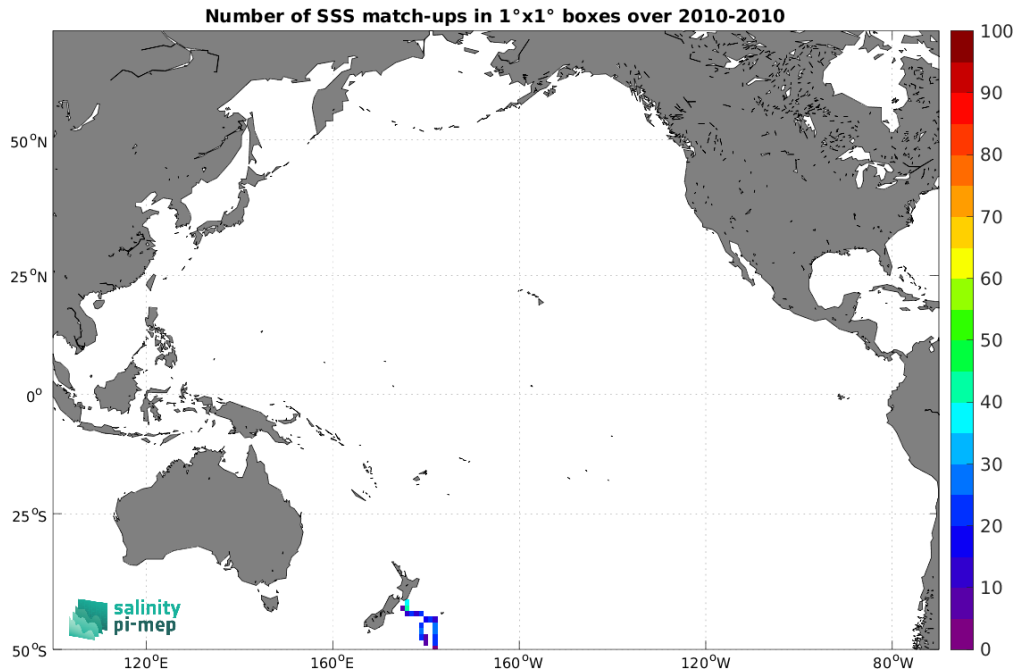 Number of SSS match-ups in 1°x1° boxes over 2010-2010
50°N
25°N
0°
25°S
50°S
120°E
160°E
160°W
120°W
80°W
100
90
80
70
60
50
40
30
20
10
0
salinity
pi-mep